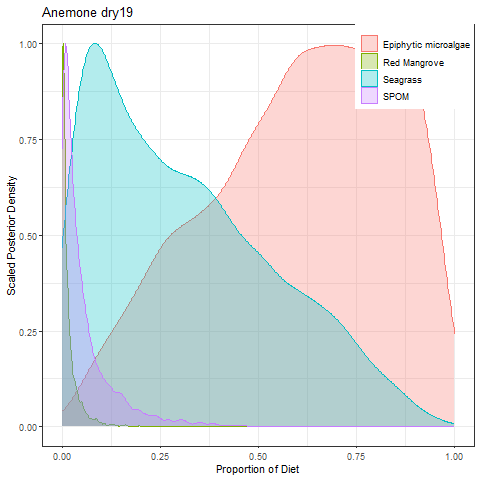 Anemone dry19
Epiphytic microalgae
Red Mangrove
Seagrass
SPOM
1.00
0.75
0.50
0.25
0.00
Scaled Posterior Density
0.00 0.25 0.50 0.75 1.00
Proportion of Diet